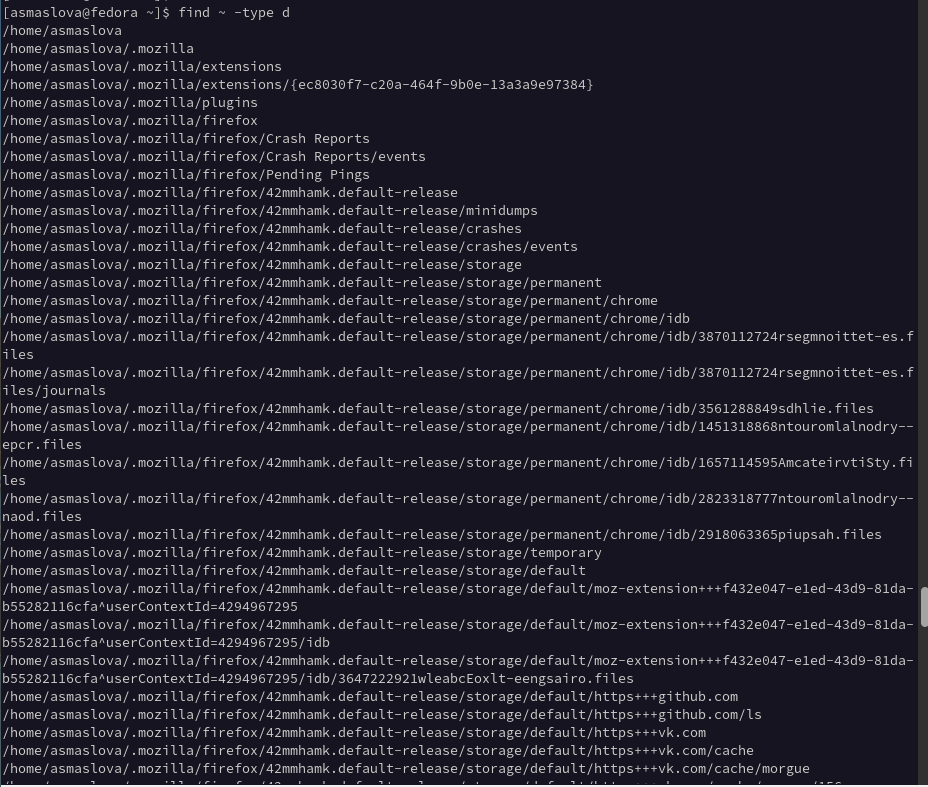 [asmaslova@fedora ~]$ find ~ -type d
/home/asmaslova
/home/asmaslova/.mozilla
/home/asmaslova/.mozilla/extensions
/home/asmaslova/.mozilla/extensions/{ec8030f7-c20a-464f-9b0e-13a3a9e97384}
/home/asmaslova/.mozilla/plugins
/home/asmaslova/.mozilla/firefox
/home/asmaslova/.mozilla/firefox/Crash Reports
/home/asmaslova/.mozilla/firefox/Crash Reports/events
/home/asmaslova/.mozilla/firefox/Pending Pings
/home/asmaslova/.mozilla/firefox/42mmhamk.default-release
/home/asmaslova/.mozilla/firefox/42mmhamk.default-release/minidumps
/home/asmaslova/.mozilla/firefox/42mmhamk.default-release/crashes
/home/asmaslova/.mozilla/firefox/42mmhamk.default-release/crashes/events
/home/asmaslova/.mozilla/firefox/42mmhamk.default-release/storage
/home/asmaslova/.mozilla/firefox/42mmhamk.default-release/storage/permanent
/home/asmaslova/.mozilla/firefox/42mmhamk.default-release/storage/permanent/chrome
/home/asmaslova/.mozilla/firefox/42mmhamk.default-release/storage/permanent/chrome/idb
/home/asmaslova/.mozilla/firefox/42mmhamk.default-release/storage/permanent/chrome/idb/3870112724rsegmnoittet-es.f
iles
/home/asmaslova/.mozilla/firefox/42mmhamk.default-release/storage/permanent/chrome/idb/3870112724rsegmnoittet-es.f
iles/journals
/home/asmaslova/.mozilla/firefox/42mmhamk.default-release/storage/permanent/chrome/idb/3561288849sdhlie.files
/home/asmaslova/.mozilla/firefox/42mmhamk.default-release/storage/permanent/chrome/idb/1451318868ntouromlalnodry--
epcr.files
/home/asmaslova/.mozilla/firefox/42mmhamk.default-release/storage/permanent/chrome/idb/1657114595AmcateirvtiSty.fi
les
/home/asmaslova/.mozilla/firefox/42mmhamk.default-release/storage/permanent/chrome/idb/2823318777ntouromlalnodry--
naod.files
/home/asmaslova/.mozilla/firefox/42mmhamk.default-release/storage/permanent/chrome/idb/2918063365piupsah.files
/home/asmaslova/.mozilla/firefox/42mmhamk.default-release/storage/temporary
/home/asmaslova/.mozilla/firefox/42mmhamk.default-release/storage/default
/home/asmaslova/.mozilla/firefox/42mmhamk.default-release/storage/default/moz-extension+++f432e047-e1ed-43d9-81da-
b55282116cfa^userContextId=4294967295
/home/asmaslova/.mozilla/firefox/42mmhamk.default-release/storage/default/moz-extension+++f432e047-e1ed-43d9-81da-
b55282116cfa^userContextId=4294967295/idb
/home/asmaslova/.mozilla/firefox/42mmhamk.default-release/storage/default/moz-extension+++f432e047-e1ed-43d9-81da-
b55282116cfa^userContextId=4294967295/idb/3647222921wleabcEoxlt-eengsairo.files
/home/asmaslova/.mozilla/firefox/42mmhamk.default-release/storage/default/https+++github.com
/home/asmaslova/.mozilla/firefox/42mmhamk.default-release/storage/default/https+++github.com/ls
/home/asmaslova/.mozilla/firefox/42mmhamk.default-release/storage/default/https+++vk.com
/home/asmaslova/.mozilla/firefox/42mmhamk.default-release/storage/default/https+++vk.com/cache
/home/asmaslova/.mozilla/firefox/42mmhamk.default-release/storage/default/https+++vk.com/cache/morgue